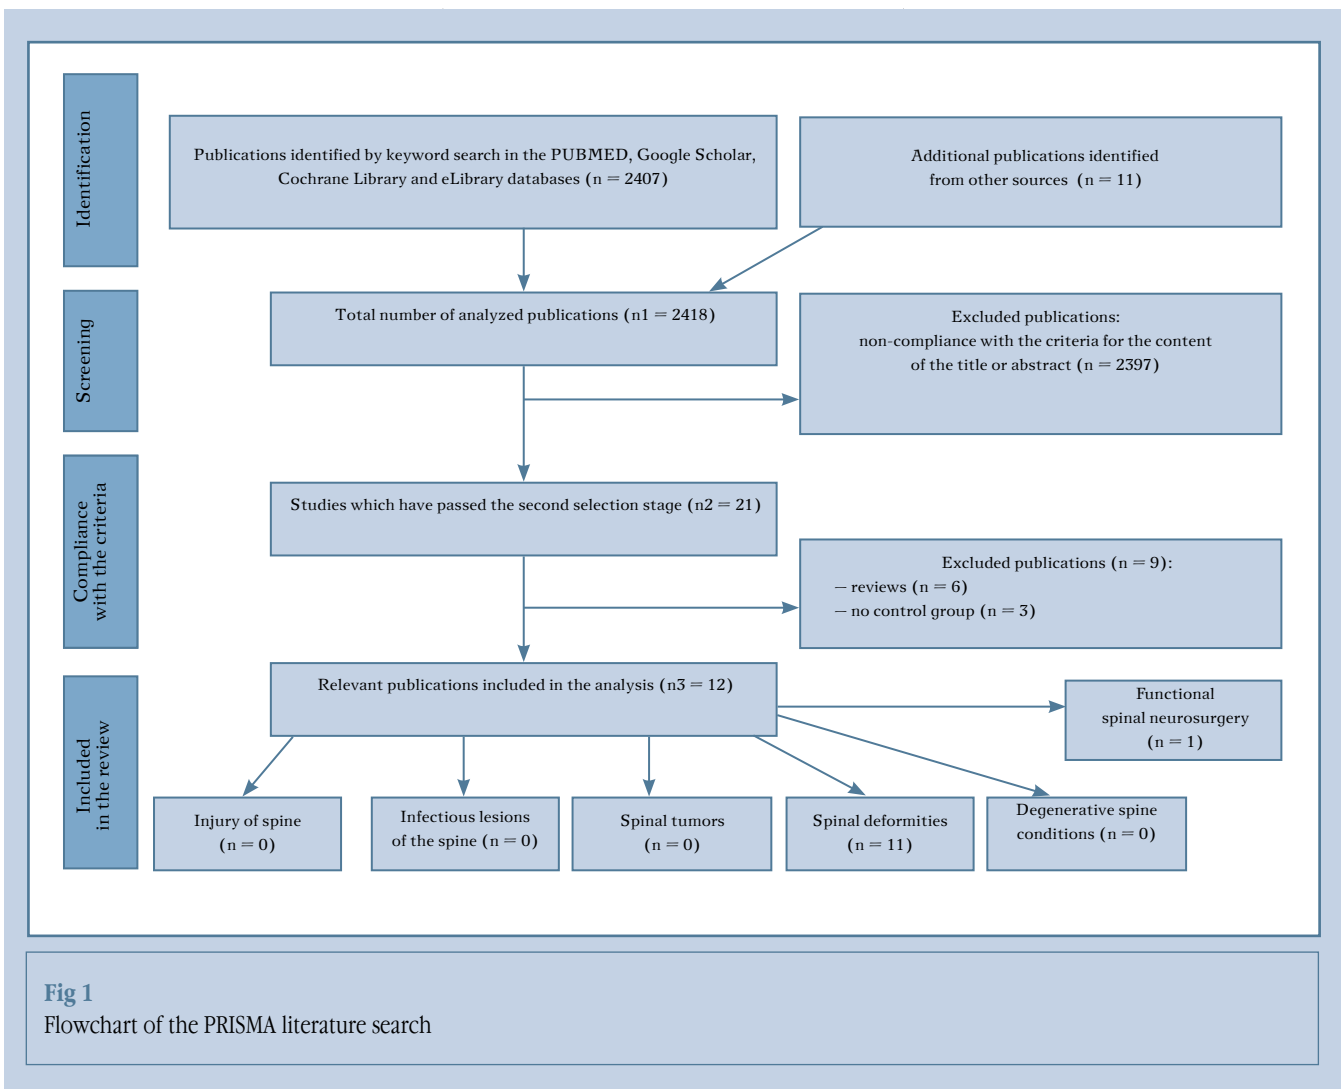 Identification
Publications identified by keyword search in the PUBMED, Google Scholar,
Cochrane Library and eLibrary databases (n = 2407)
Additional publications identified
from other sources (n = 11)
Screening
Total number of analyzed publications (n1 = 2418)
Excluded publications:
non-compliance with the criteria for the content
of the title or abstract (n = 2397)
Compliance
with the criteria
Studies which have passed the second selection stage (n2 = 21)
Excluded publications (n = 9):
– reviews (n = 6)
– no control group (n = 3)
Included
in the review
Relevant publications included in the analysis (n3 = 12)
Functional
spinal neurosurgery
(n = 1)
Injury of spine
(n = 0)
Infectious lesions
of the spine (n = 0)
Spinal tumors
(n = 0)
Spinal deformities
(n = 11)
Degenerative spine
conditions (n = 0)
Fig 1
Flowchart of the PRISMA literature search